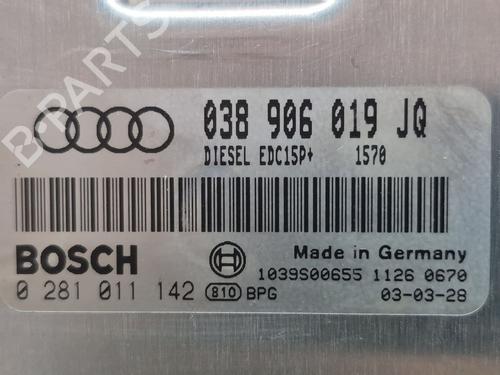 B-PARTS
038 906 019 JQ
DIESEL EDC15P+ 1570
BOSCH
Made in Germany
1039S00655 1126 0670
0 281 011 142 810 BPG 03-03-28